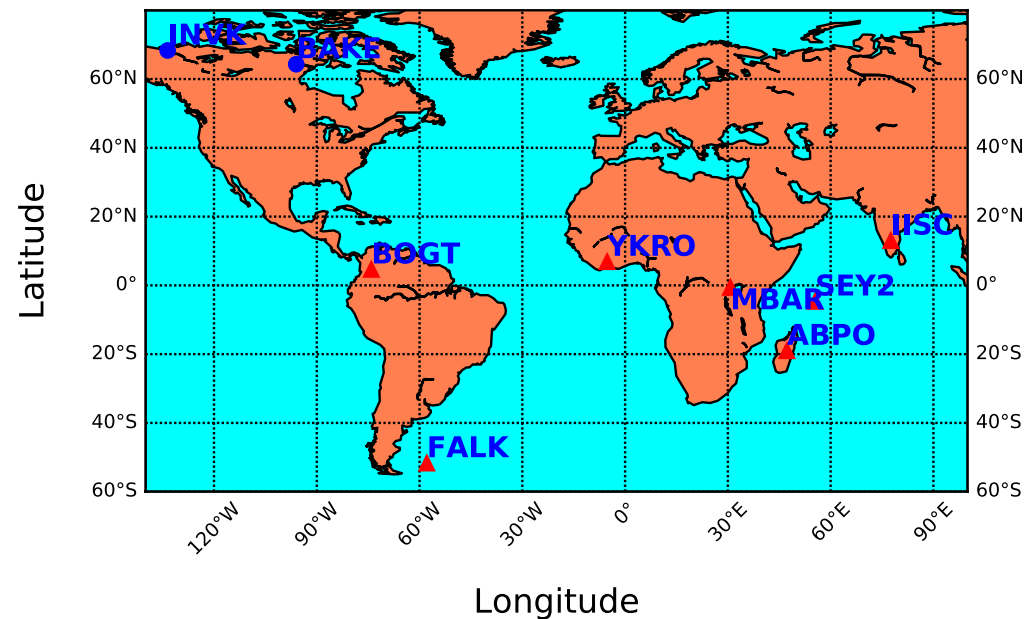 INVK
BAKE
60°N 60°N
40°N 40°N
20°N 20°N
IISC
YKRO
BOGT
0° 0°
SEY2
MBAR
ABPO
20°S 20°S
40°S 40°S
FALK
60°S 60°S
120°W 90°W 60°W 30°W 0° 30°E 60°E 90°E
Latitude
Longitude